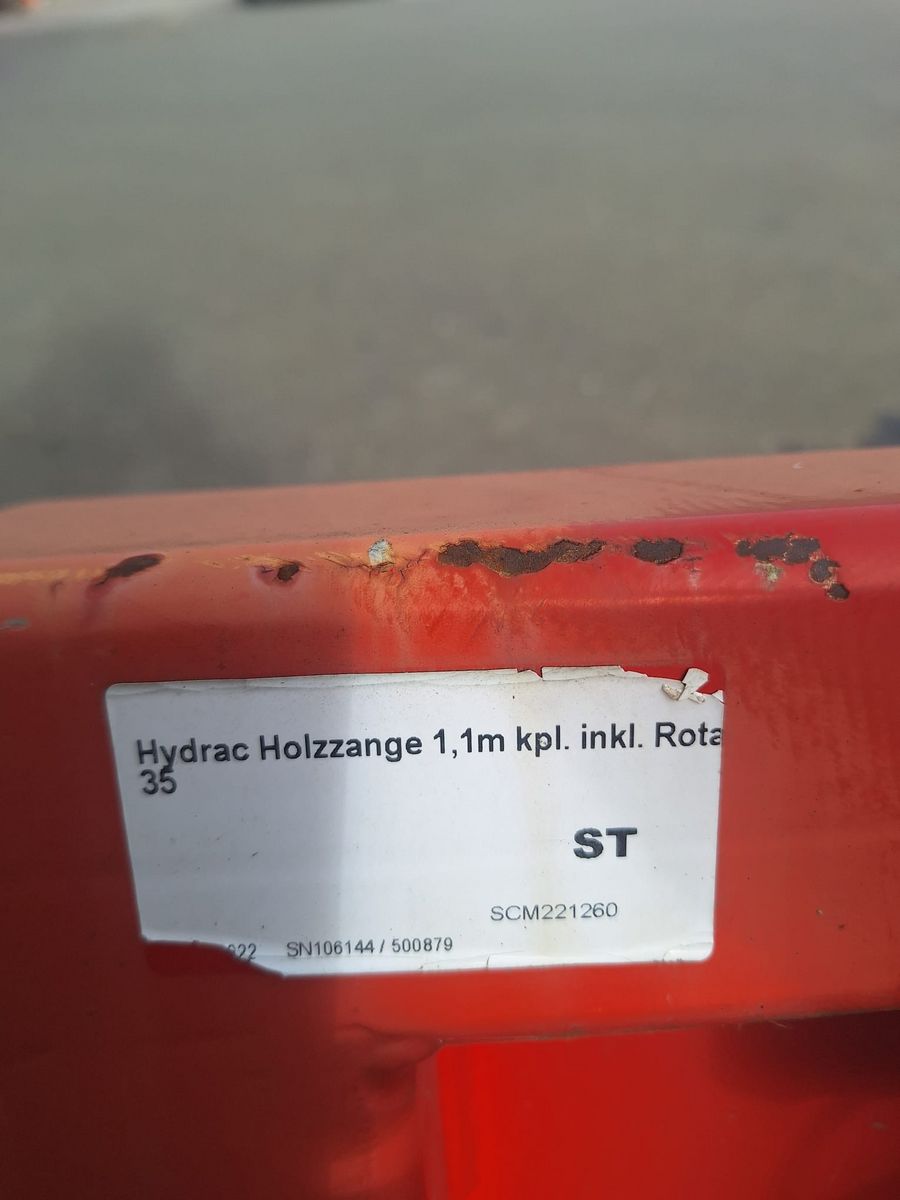 Hydrac Holzzange 1,1m kpl. inkl. Rota
35
ST
SCM221260
SN106144 / 500879